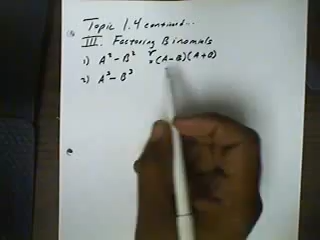 Topic 1.4 continued...
III. Factoring Binomials
1) A² - B² = (A-B)(A+B)
2) A³ - B³